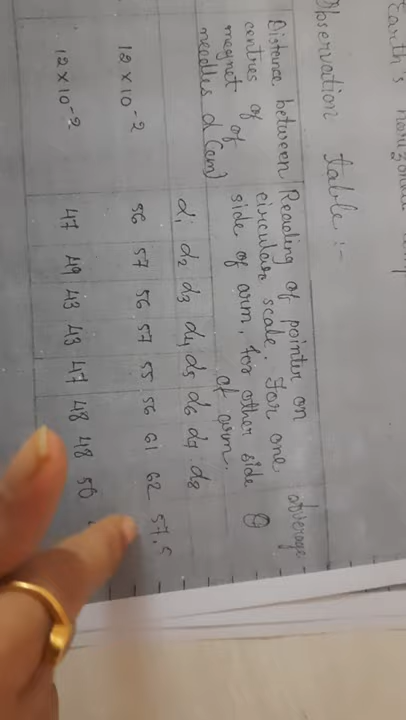 Earth's horizontal
Observation table :-
Distance between Reading of pointer on average
centres of circular scale. For one θ
magnet of side of arm, for other side
needles d (cm) of arm.
d1 d2 d3 d4 d5 d6 d7 d8
12 x 10-2 56 57 56 57 55 56 61 62 57.5
12 x 10-2 47 49 43 43 47 48 48 50